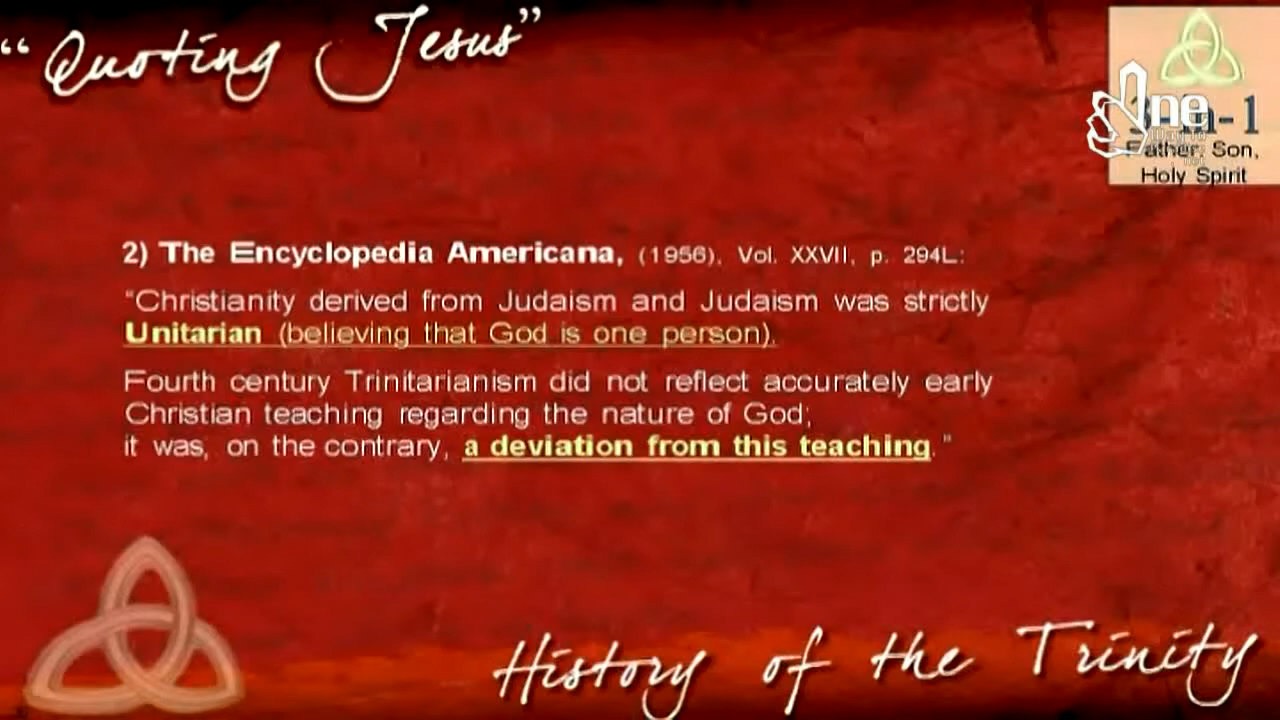 “Quoting Jesus”
ne
-1
Father, Son,
Holy Spirit
2) The Encyclopedia Americana, (1956), Vol. XXVII, p. 294L:
“Christianity derived from Judaism and Judaism was strictly
Unitarian (believing that God is one person).
Fourth century Trinitarianism did not reflect accurately early
Christian teaching regarding the nature of God;
it was, on the contrary, a deviation from this teaching.”
History of the Trinity